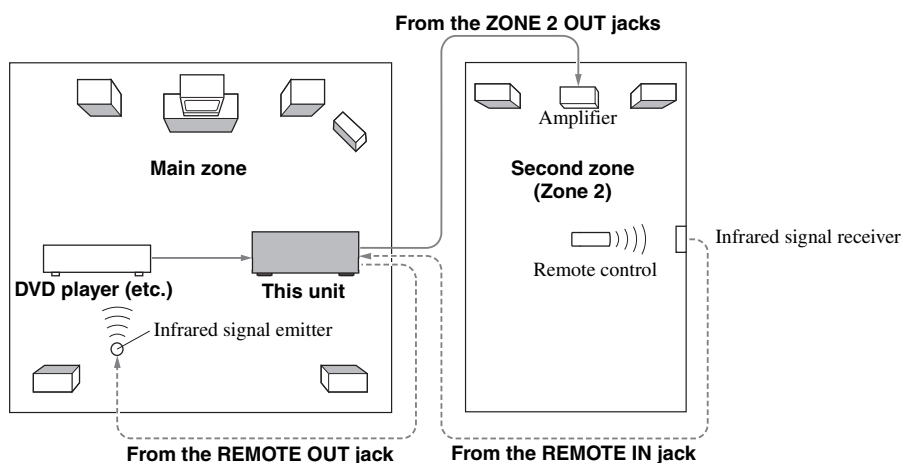 From the ZONE 2 OUT jacks
Amplifier
Main zone
Second zone
(Zone 2)
Infrared signal receiver
Remote control
DVD player (etc.)
This unit
Infrared signal emitter
From the REMOTE OUT jack
From the REMOTE IN jack